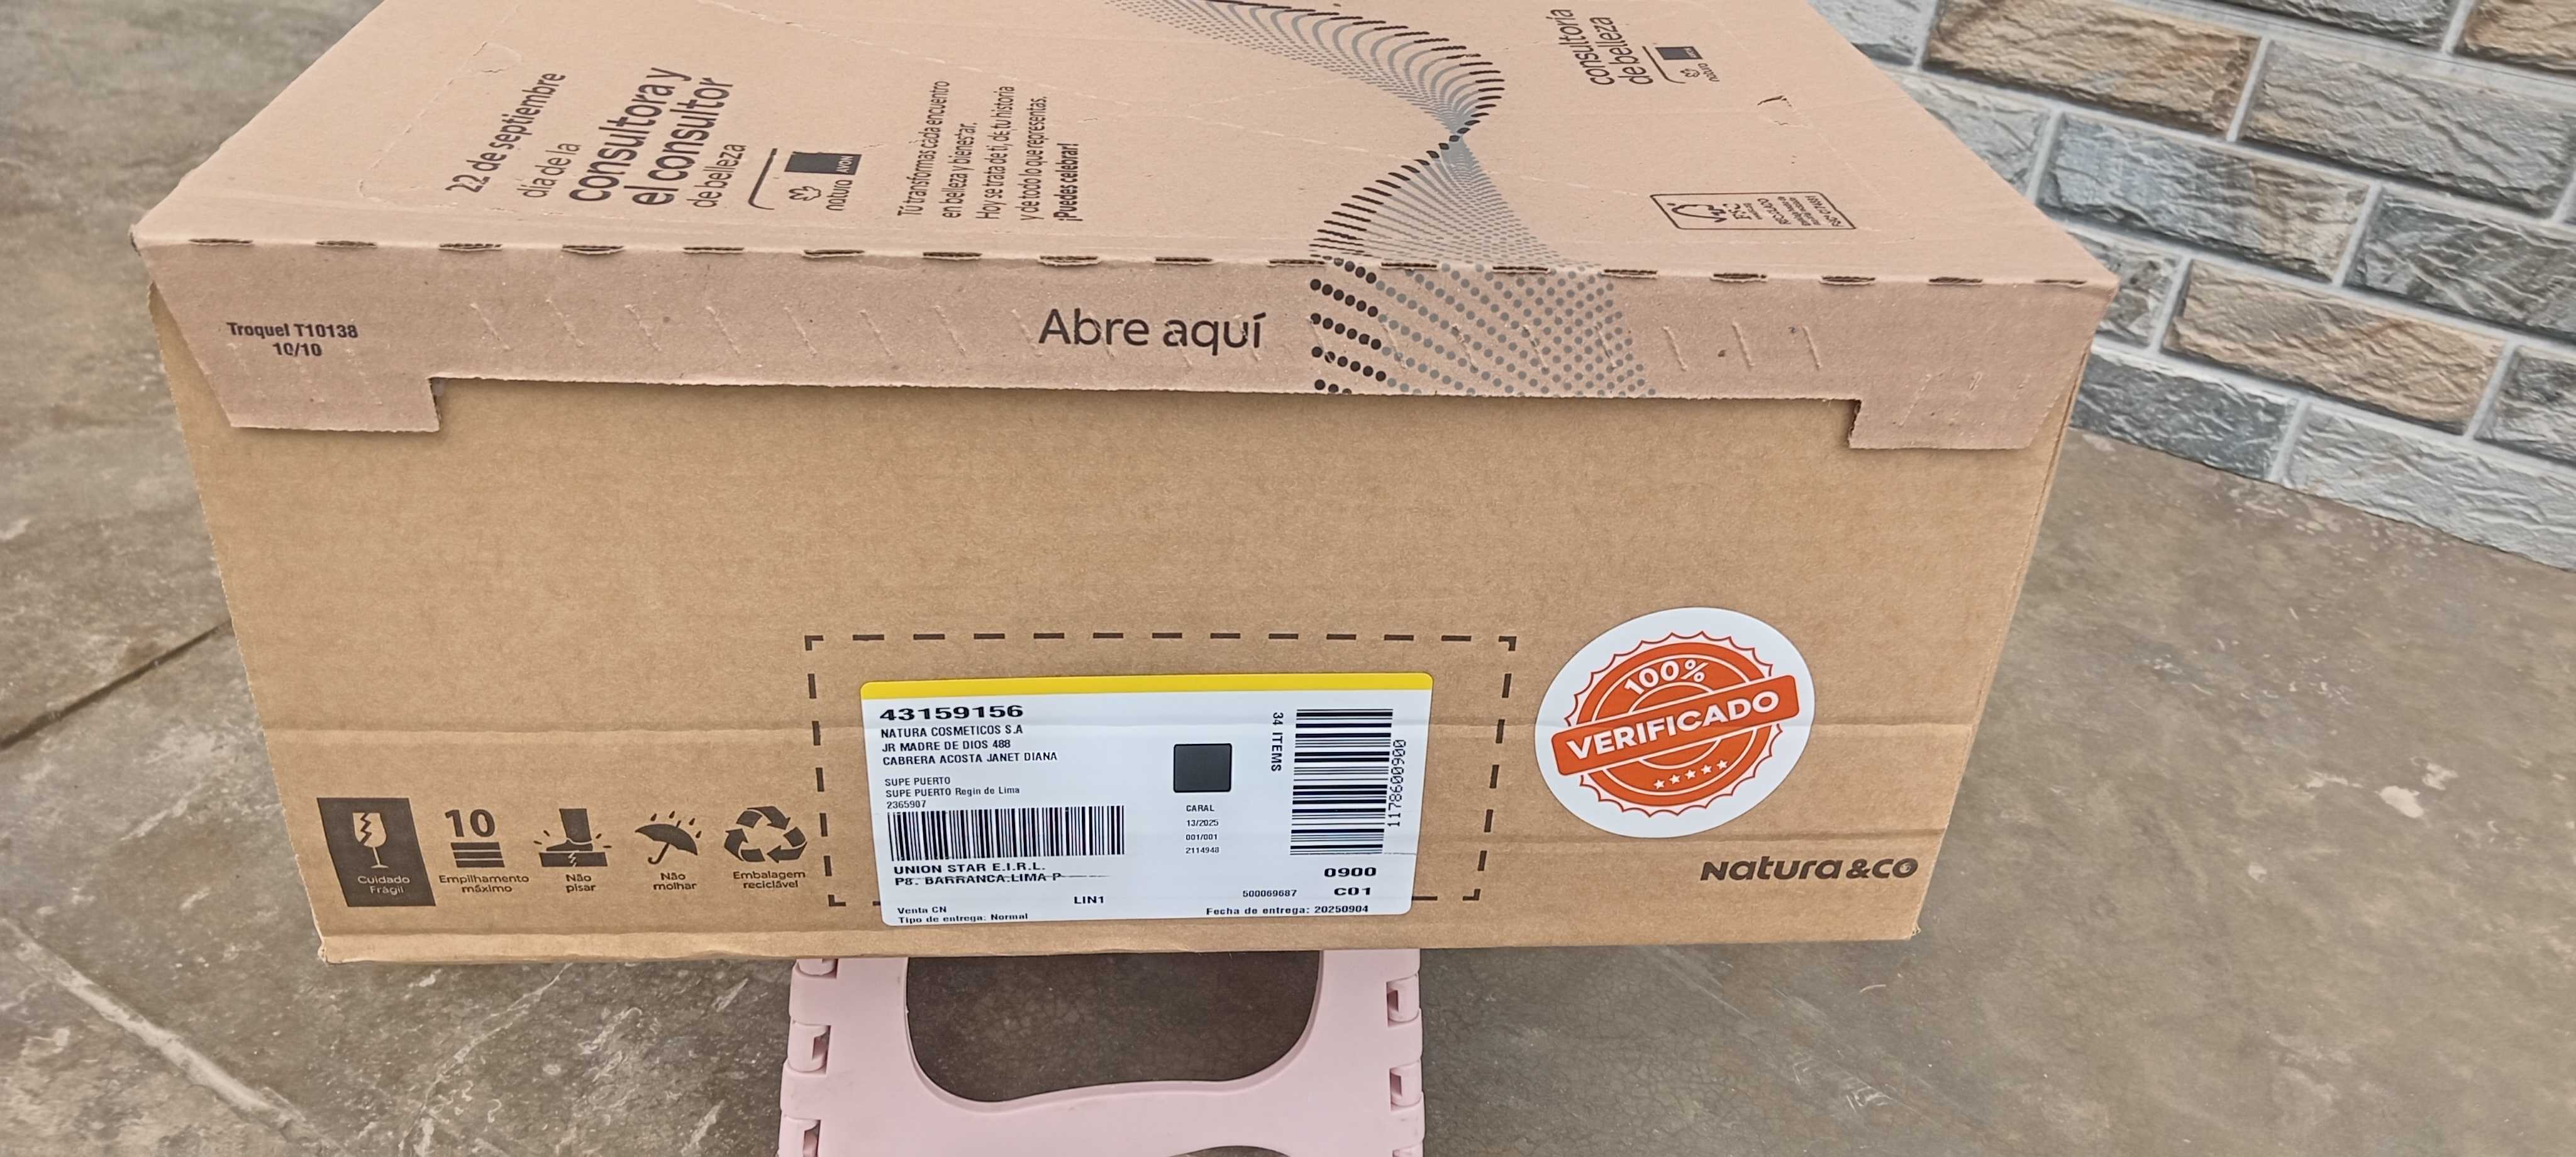 22 de septiembre
día de la
consultora y
el consultor
de belleza
natura AVON
Tú transformas cada encuentro
en belleza y bienestar.
Hoy se trata de ti, de tu historia
y de todo lo que representas.
¡Puedes celebrar!
consultoría
de belleza
natura
FSC
RECICLADO
Troquel T10138
10/10
Abre aquí
43159156
NATURA COSMETICOS S.A
JR MADRE DE DIOS 488
CABRERA ACOSTA JANET DIANA
SUPE PUERTO
SUPE PUERTO Regin de Lima
2365907
UNION STAR E.I.R.L.
P8. BARRANCA.LIMA P
LIN1
Venta CN
Tipo de entrega: Normal
CARAL
13/2025
001/001
2114948
34 ITEMS
1178600900
0900
500069687 C01
Fecha de entrega: 20250904
100%
VERIFICADO
Natura &co
Cuidado
Frágil
10
Empilhamento
máximo
Não
pisar
Não
molhar
Embalagem
reciclável